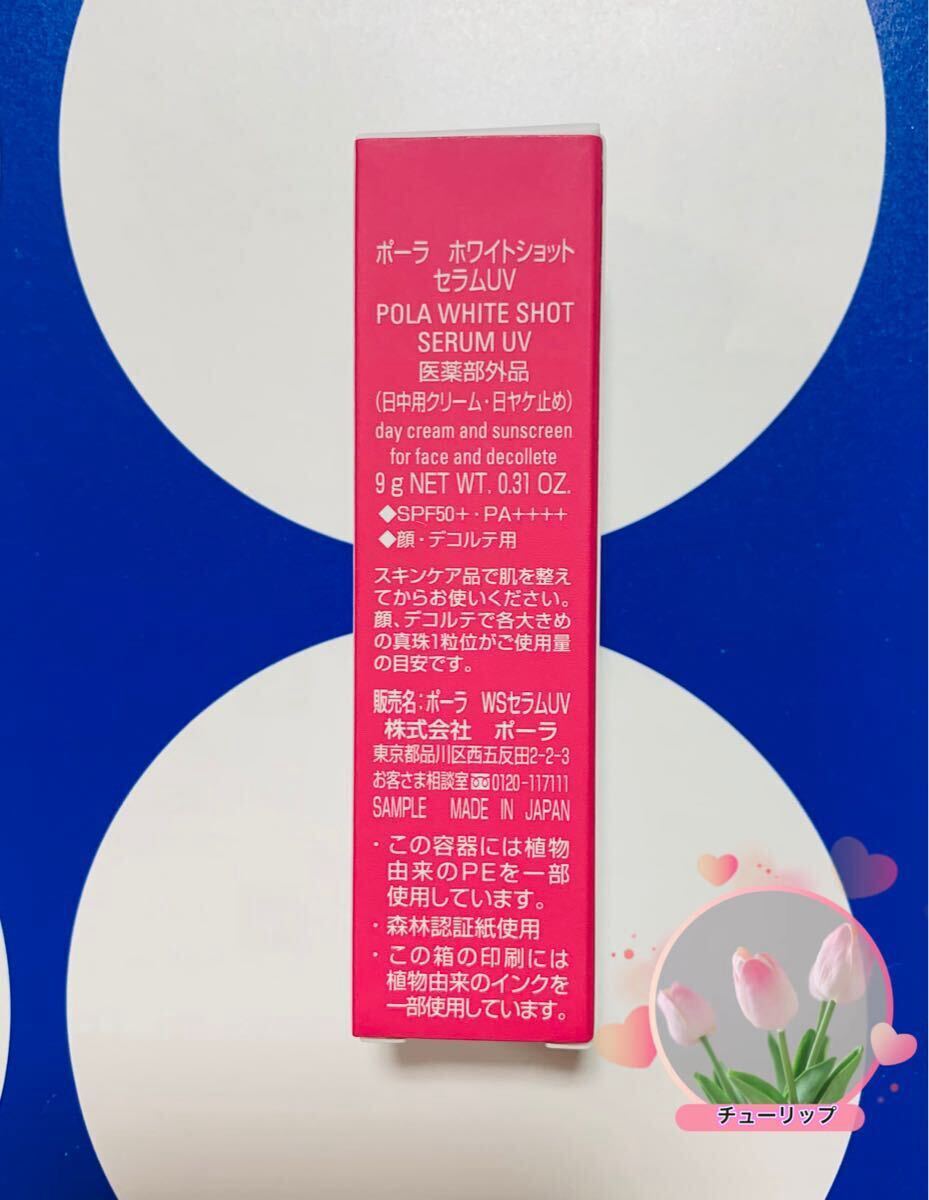 ポーラ ホワイトショット
セラムUV
POLA WHITE SHOT
SERUM UV
医薬部外品
(日中用クリーム・日ヤケ止め)
day cream and sunscreen
for face and decollete
9g NET WT. 0.31 OZ.
◆SPF50+・PA++++
◆顔・デコルテ用
スキンケア品で肌を整え
てからお使いください。
顔、デコルテで各大きめ
の真珠1粒位がご使用量
の目安です。
販売名:ポーラ WSセラムUV
株式会社 ポーラ
東京都品川区西五反田2-2-3
お客さま相談室 0120-117111
SAMPLE MADE IN JAPAN
・この容器には植物
由来のPEを一部
使用しています。
・森林認証紙使用
・この箱の印刷には
植物由来のインクを
一部使用しています。
チューリップ